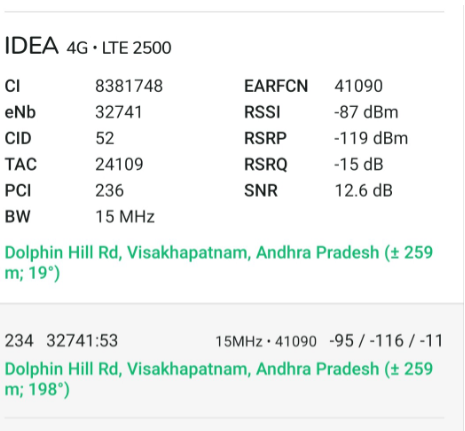 IDEA 4G · LTE 2500
CI 8381748 EARFCN 41090
eNb 32741 RSSI -87 dBm
CID 52 RSRP -119 dBm
TAC 24109 RSRQ -15 dB
PCI 236 SNR 12.6 dB
BW 15 MHz
Dolphin Hill Rd, Visakhapatnam, Andhra Pradesh (± 259
m; 19°)
234 32741:53 15MHz · 41090 -95 / -116 / -11
Dolphin Hill Rd, Visakhapatnam, Andhra Pradesh (± 259
m; 198°)